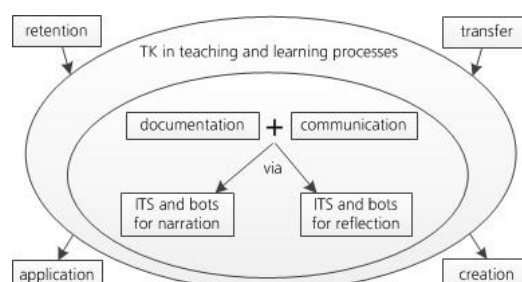 retention
transfer
TK in teaching and learning processes
documentation + communication
via
ITS and bots
for narration
ITS and bots
for reflection
application
creation